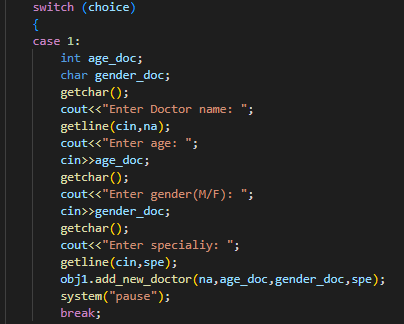 switch (choice)
{
case 1:
int age_doc;
char gender_doc;
getchar();
cout<<"Enter Doctor name: ";
getline(cin,na);
cout<<"Enter age: ";
cin>>age_doc;
getchar();
cout<<"Enter gender(M/F): ";
cin>>gender_doc;
getchar();
cout<<"Enter specialiy: ";
getline(cin,spe);
obj1.add_new_doctor(na,age_doc,gender_doc,spe);
system("pause");
break;